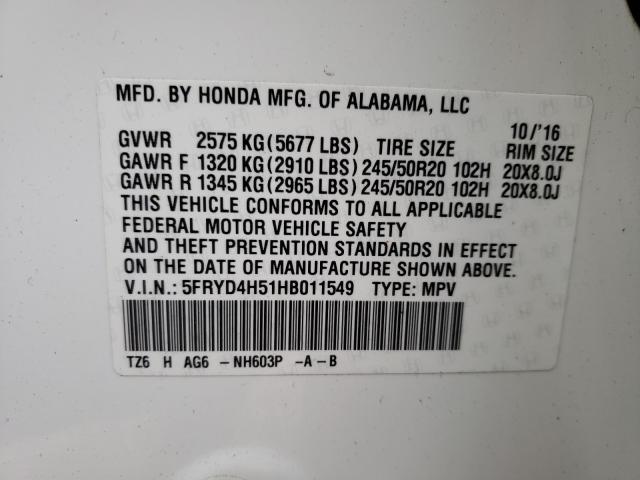 MFD. BY HONDA MFG. OF ALABAMA, LLC
10/'16
GVWR 2575 KG(5677 LBS) TIRE SIZE RIM SIZE
GAWR F 1320 KG(2910 LBS) 245/50R20 102H 20X8.0J
GAWR R 1345 KG(2965 LBS) 245/50R20 102H 20X8.0J
THIS VEHICLE CONFORMS TO ALL APPLICABLE
FEDERAL MOTOR VEHICLE SAFETY
AND THEFT PREVENTION STANDARDS IN EFFECT
ON THE DATE OF MANUFACTURE SHOWN ABOVE.
V.I.N.: 5FRYD4H51HB011549 TYPE: MPV
TZ6 H AG6 -NH603P -A-B